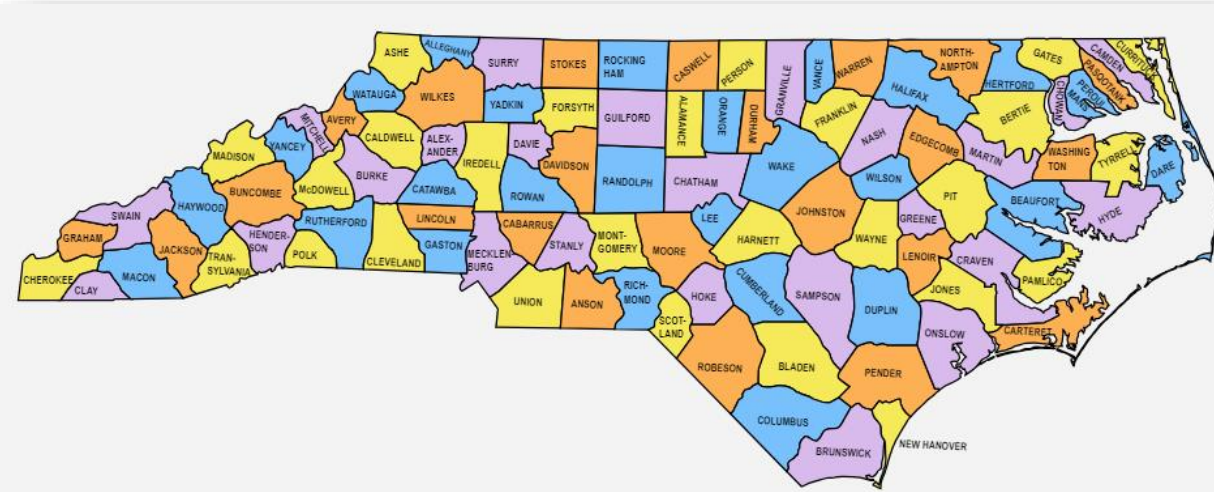 ASHE
ALLEGHANY
SURRY
STOKES
ROCKING
HAM
CASWELL
PERSON
GRANVILLE
VANCE
WARREN
NORTH-
AMPTON
HERTFORD
GATES
CAMDEN
CURRITUCK
PASQOTANK
PERQUI
MANS
CHOWAN
WATAUGA
WILKES
YADKIN
FORSYTH
GUILFORD
ALAMANCE
ORANGE
DURHAM
FRANKLIN
HALIFAX
BERTIE
AVERY
MITCHELL
CALDWELL
ALEX-
ANDER
IREDELL
DAVIE
DAVIDSON
RANDOLPH
CHATHAM
WAKE
NASH
EDGECOMB
MARTIN
WASHING
TON
TYRRELL
DARE
MADISON
YANCEY
McDOWELL
BURKE
CATAWBA
ROWAN
WILSON
PIT
BEAUFORT
HYDE
SWAIN
HAYWOOD
BUNCOMBE
RUTHERFORD
LINCOLN
GASTON
CABARRUS
STANLY
MONT-
GOMERY
MOORE
LEE
HARNETT
JOHNSTON
WAYNE
GREENE
LENOIR
CRAVEN
PAMLICO
GRAHAM
JACKSON
HENDER-
SON
POLK
CLEVELAND
MECKLEN-
BURG
CHEROKEE
CLAY
MACON
TRAN-
SYLVANIA
UNION
ANSON
RICH-
MOND
SCOT-
LAND
HOKE
CUMBERLAND
SAMPSON
DUPLIN
JONES
ONSLOW
CARTERET
ROBESON
BLADEN
PENDER
COLUMBUS
BRUNSWICK
NEW HANOVER